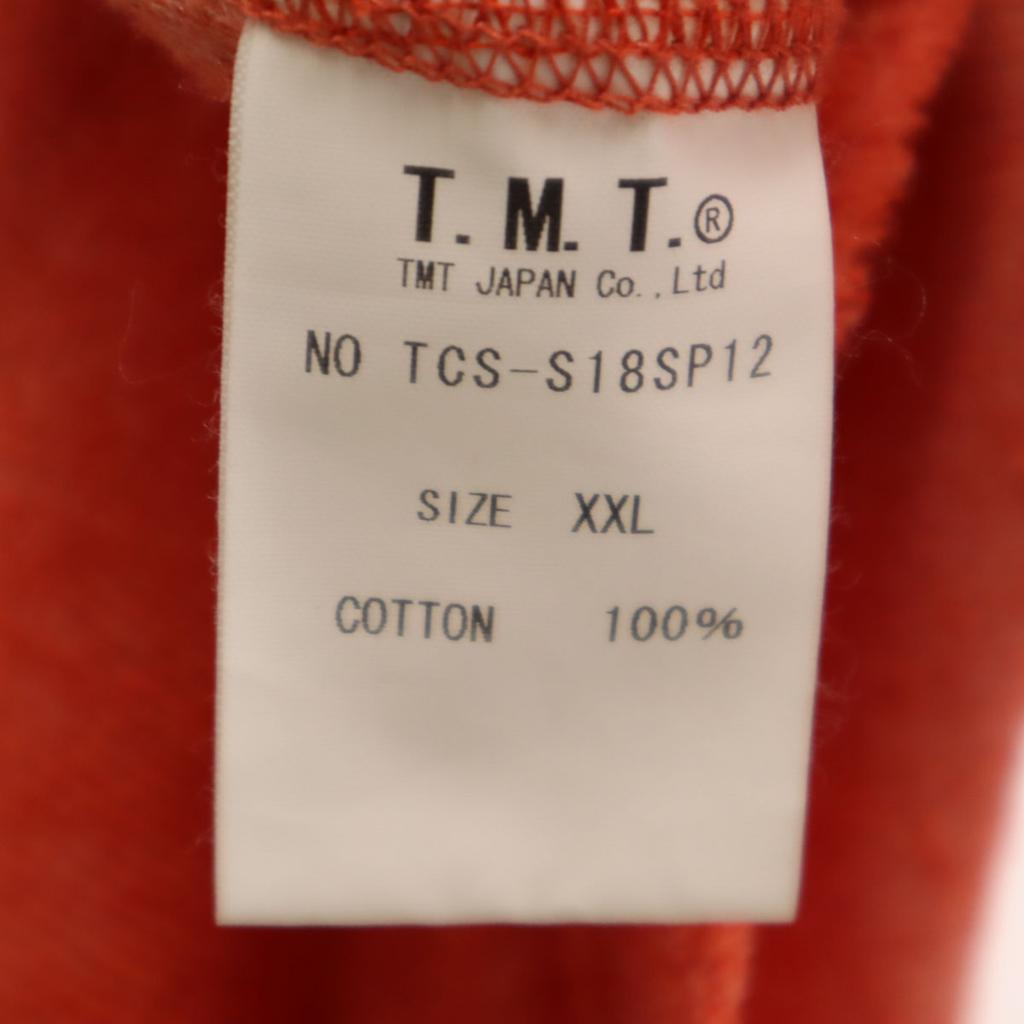 T.M.T.®
TMT JAPAN Co.,Ltd
NO TCS-S18SP12
SIZE XXL
COTTON 100%